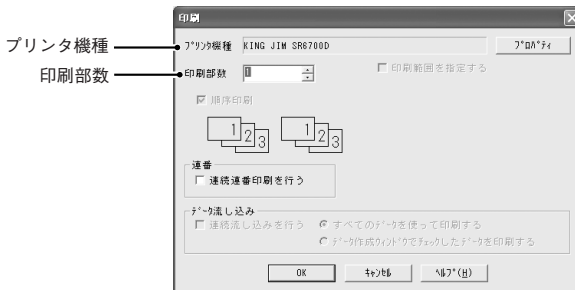 印刷
プリンタ機種
ﾌﾟﾘﾝﾀ機種 KING JIM SR6700D ﾌﾟﾛﾊﾟﾃｨ
印刷部数
印刷部数 1 印刷範囲を指定する
順序印刷
1 2 3 1 2 3
連番
連続連番印刷を行う
ﾃﾞｰﾀ流し込み
連続流し込みを行う すべてのﾃﾞｰﾀを使って印刷する
ﾃﾞｰﾀ作成ｳｨﾝﾄﾞｳでﾁｪｯｸしたﾃﾞｰﾀを印刷する
OK ｷｬﾝｾﾙ ﾍﾙﾌﾟ(H)